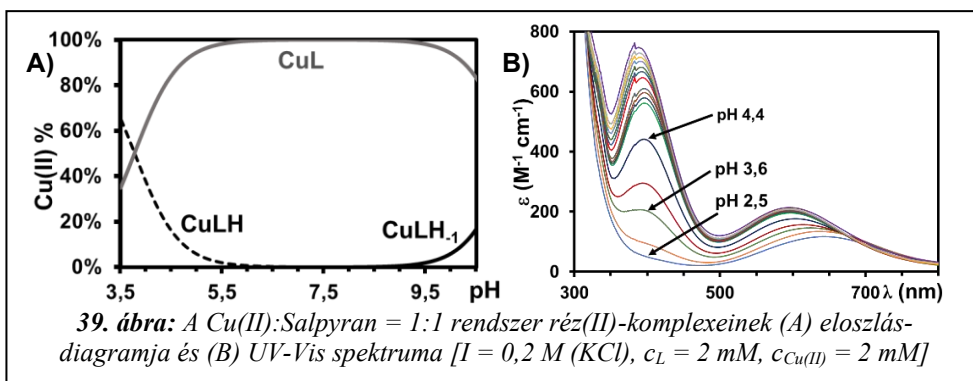 A)
100%
80%
60%
40%
20%
0%
Cu(II) %
CuL
CuLH
CuLH-1
3,5
5,5
7,5
9,5
pH
B)
800
600
400
200
0
ε (M-1 cm-1)
pH 4,4
pH 3,6
pH 2,5
300
500
700
λ (nm)
39. ábra: A Cu(II):Salpyran = 1:1 rendszer réz(II)-komplexeinek (A) eloszlás-
diagramja és (B) UV-Vis spektruma [I = 0,2 M (KCl), cL = 2 mM, cCu(II) = 2 mM]